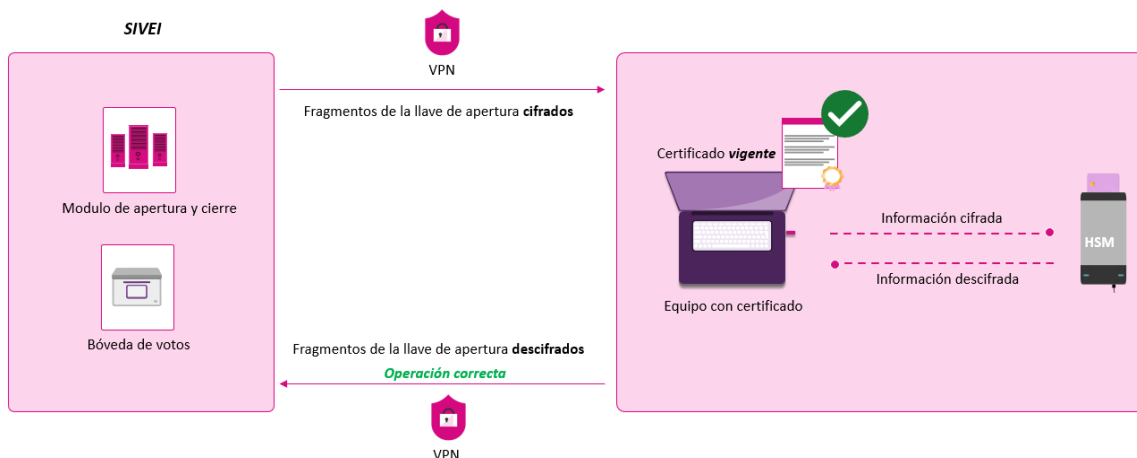 SIVEI
Modulo de apertura y cierre
Bóveda de votos
VPN
Fragmentos de la llave de apertura cifrados
Fragmentos de la llave de apertura descifrados
Operación correcta
VPN
Certificado vigente
Equipo con certificado
Información cifrada
Información descifrada
HSM